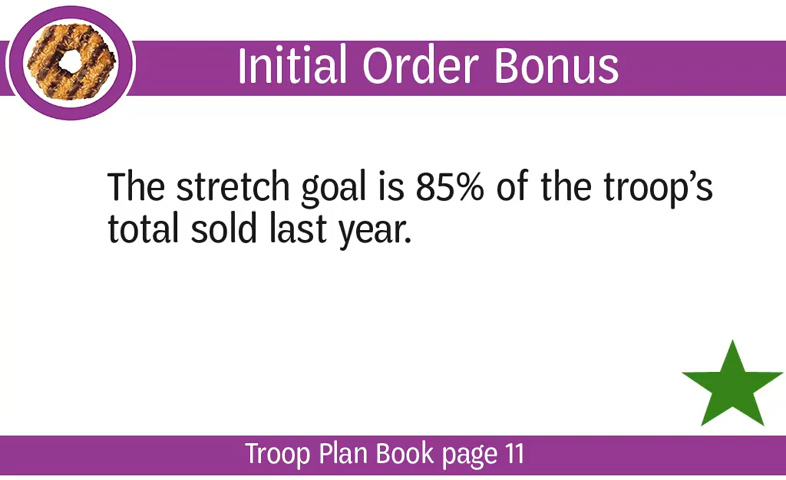 Initial Order Bonus
The stretch goal is 85% of the troop’s
total sold last year.
Troop Plan Book page 11